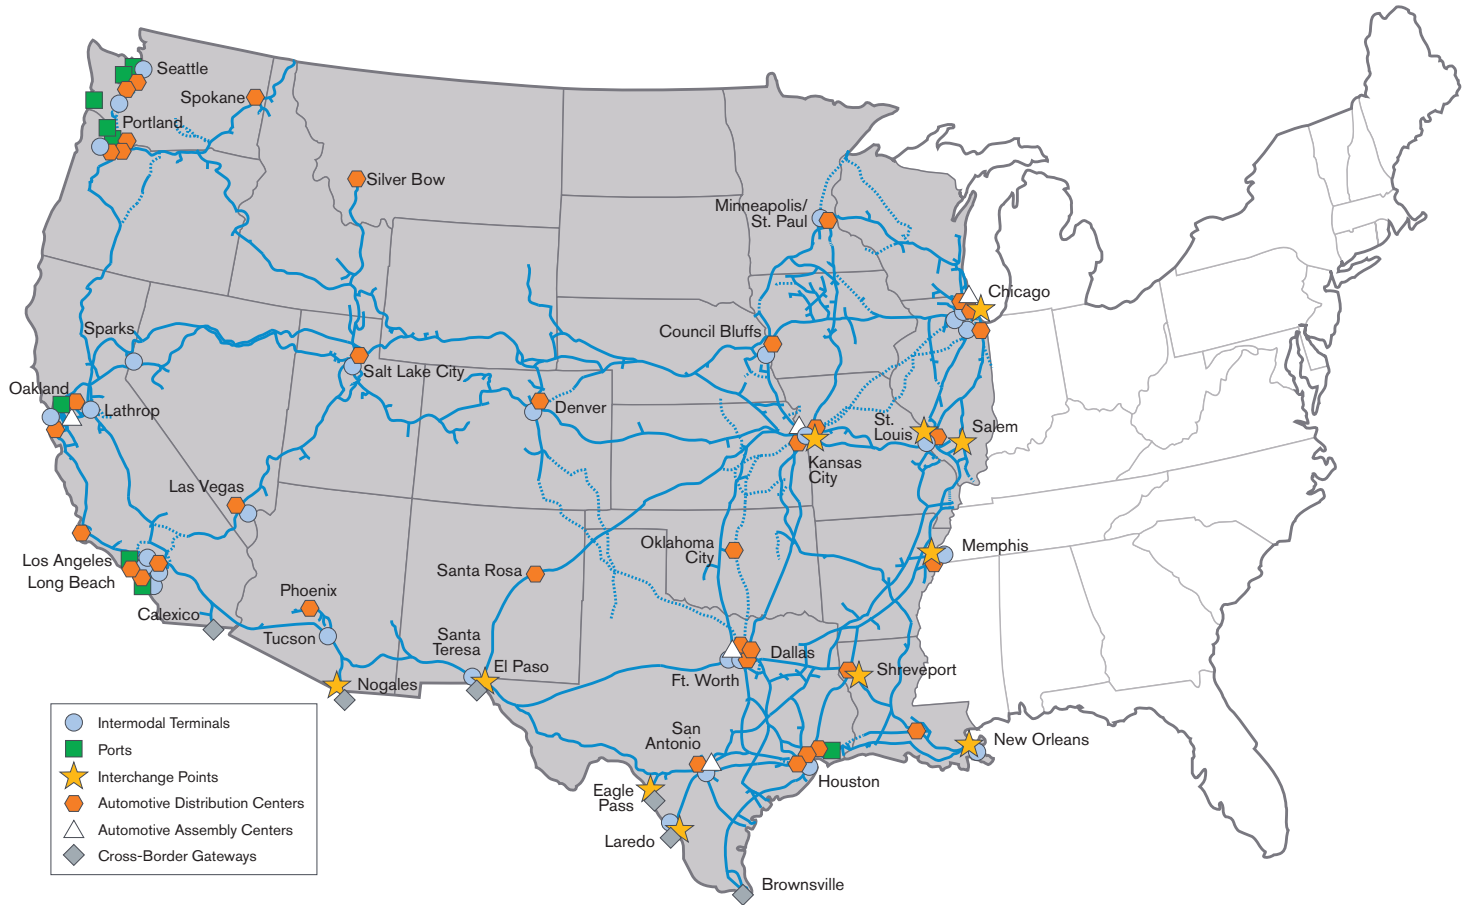 Seattle
Spokane
Portland
Silver Bow
Minneapolis/
St. Paul
Chicago
Sparks
Council Bluffs
Salt Lake City
Oakland
Lathrop
Denver
St.
Louis
Salem
Kansas
City
Las Vegas
Oklahoma
City
Memphis
Los Angeles
Long Beach
Santa Rosa
Phoenix
Calexico
Tucson
Santa
Teresa
El Paso
Dallas
Ft. Worth
Shreveport
Nogales
San
Antonio
New Orleans
Houston
Eagle
Pass
Laredo
Brownsville
Intermodal Terminals
Ports
Interchange Points
Automotive Distribution Centers
Automotive Assembly Centers
Cross-Border Gateways